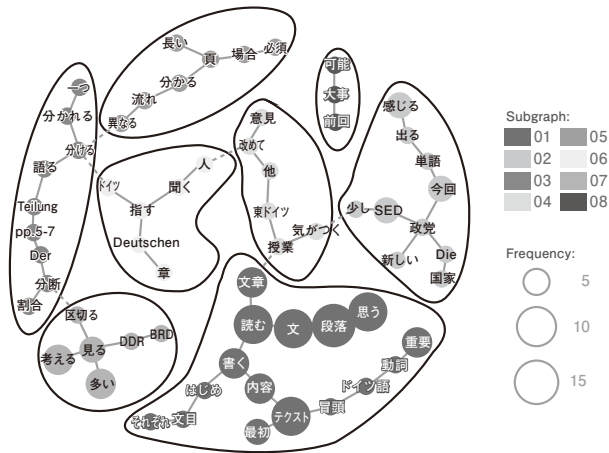 長い
頁
場合
必須
分かる
流れ
異なる
一つ
分かれる
分ける
語る
Teilung
pp.5-7
Der
分断
割合
人
ドイツ
聞く
指す
Deutschen
章
意見
改めて
他
東ドイツ
気がつく
授業
可能
大事
前回
感じる
出る
単語
今回
少し
SED
政党
新しい
Die
国家
区切る
BRD
DDR
見る
考える
多い
文章
読む
文
段落
思う
重要
書く
動詞
はじめ
内容
ドイツ語
それぞれ
文目
テクスト
冒頭
最初
Subgraph:
01 05
02 06
03 07
04 08
Frequency:
5
10
15